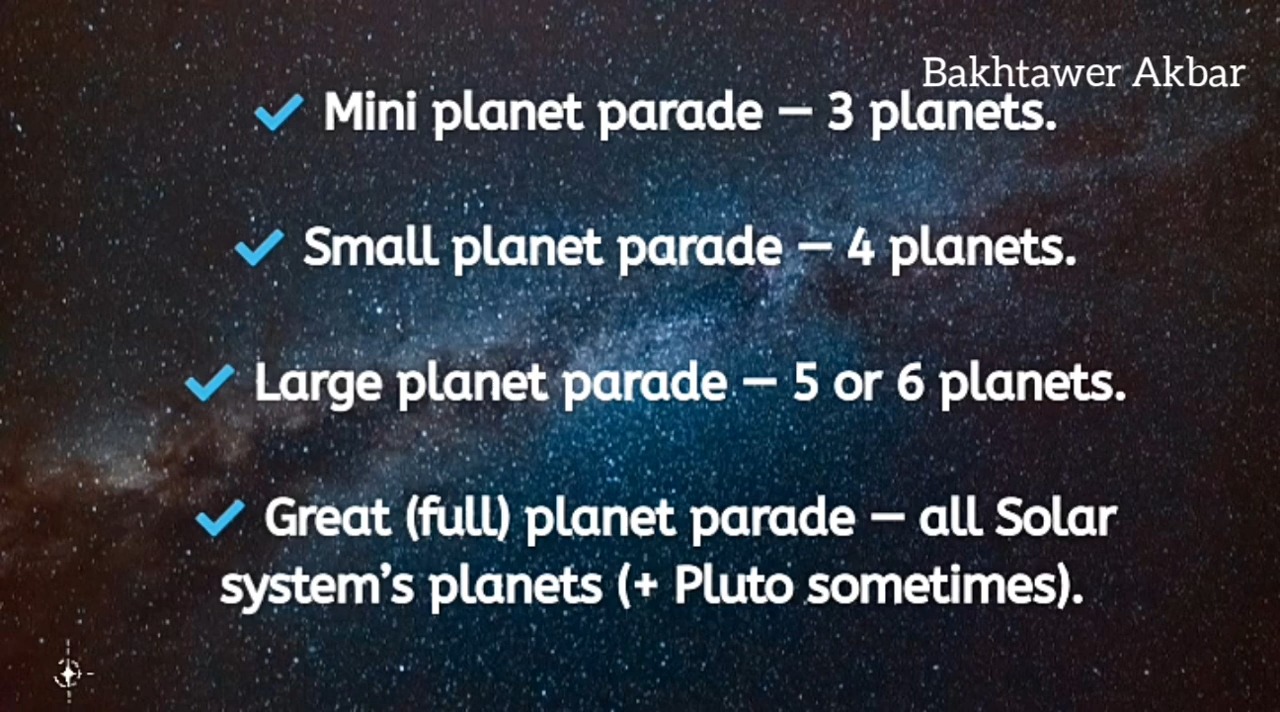 Bakhtawer Akbar
Mini planet parade — 3 planets.
Small planet parade — 4 planets.
Large planet parade — 5 or 6 planets.
Great (full) planet parade — all Solar
system’s planets (+ Pluto sometimes).